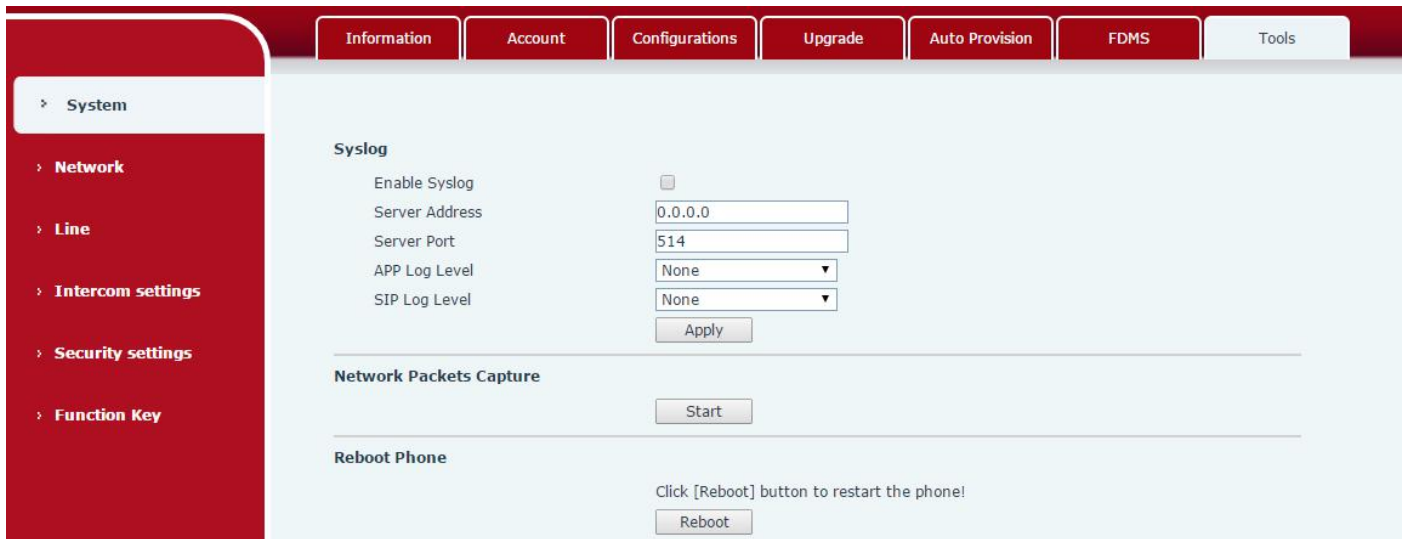 Information Account Configurations Upgrade Auto Provision FDMS Tools
System
Network
Line
Intercom settings
Security settings
Function Key
Syslog
Enable Syslog
Server Address 0.0.0.0
Server Port 514
APP Log Level None
SIP Log Level None
Apply
Network Packets Capture
Start
Reboot Phone
Click [Reboot] button to restart the phone!
Reboot